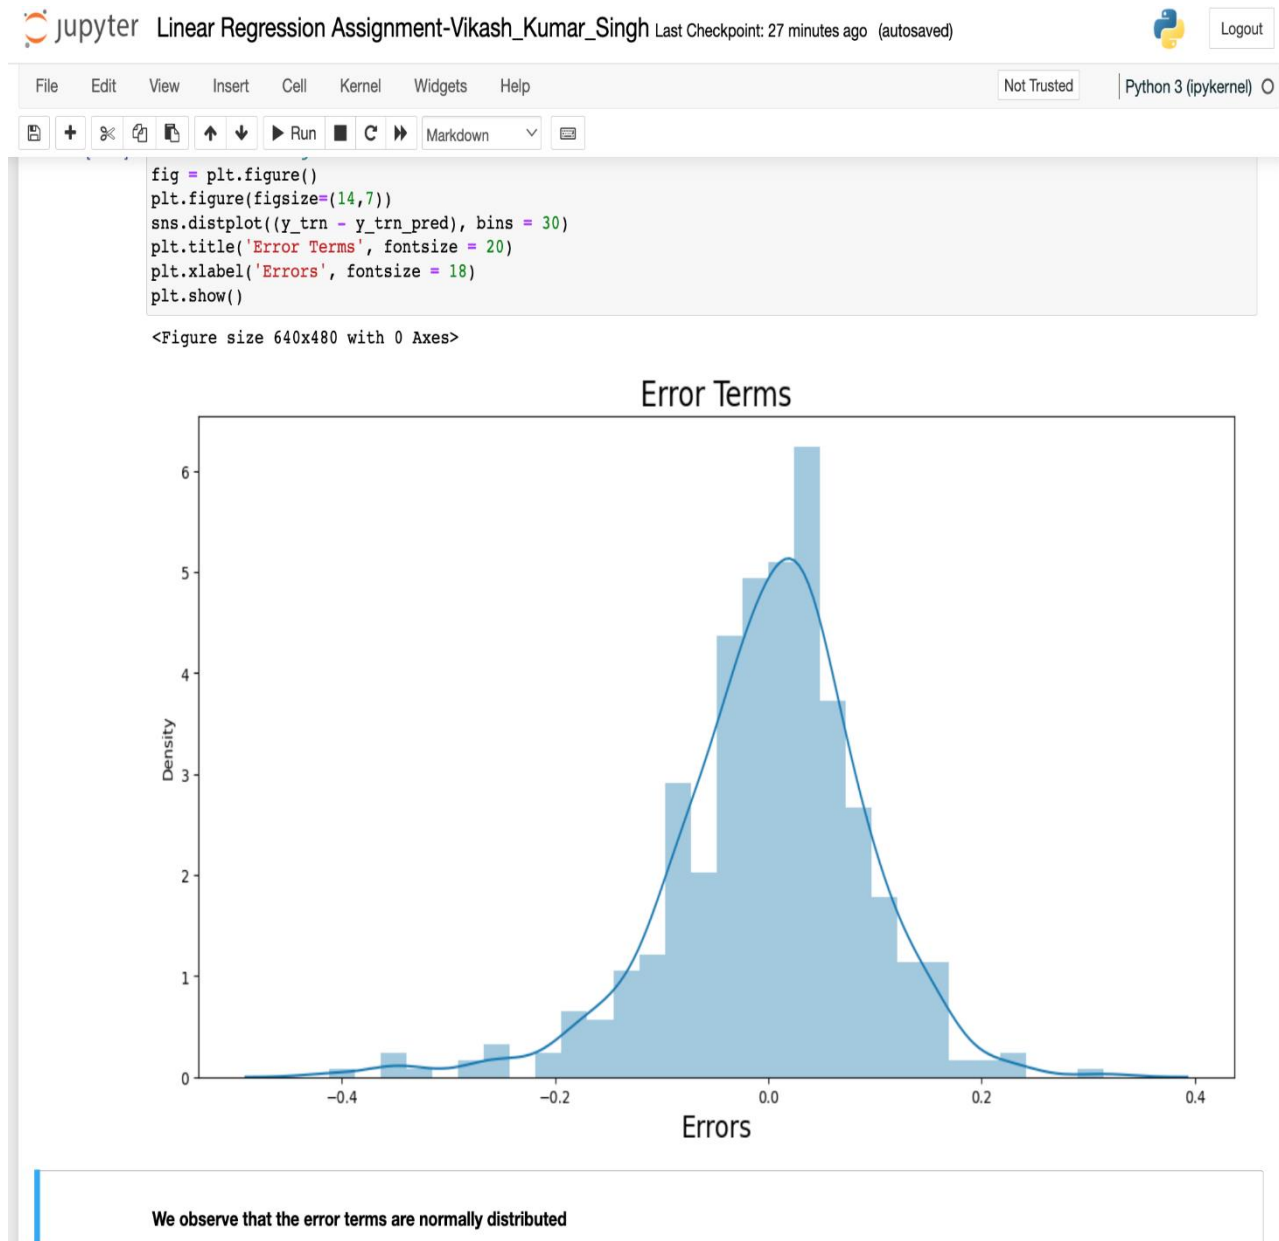 jupyter Linear Regression Assignment-Vikash_Kumar_Singh Last Checkpoint: 27 minutes ago (autosaved)
Logout
File Edit View Insert Cell Kernel Widgets Help
Not Trusted
Python 3 (ipykernel)
Run
Markdown
fig = plt.figure()
plt.figure(figsize=(14,7))
sns.distplot((y_trn - y_trn_pred), bins = 30)
plt.title('Error Terms', fontsize = 20)
plt.xlabel('Errors', fontsize = 18)
plt.show()
<Figure size 640x480 with 0 Axes>
Error Terms
6
5
4
3
2
1
0
Density
−0.4 −0.2 0.0 0.2 0.4
Errors
We observe that the error terms are normally distributed